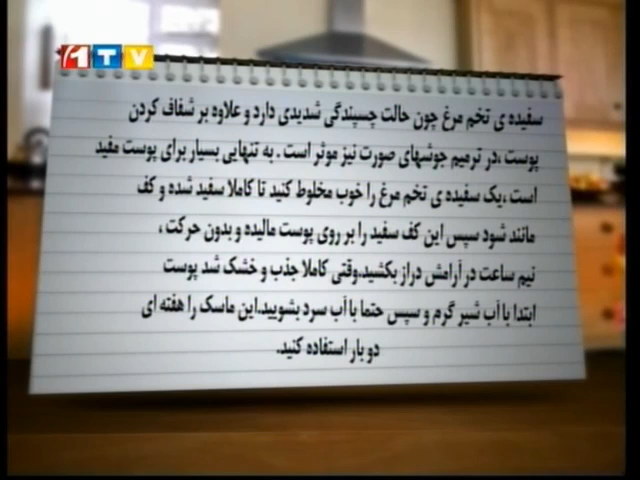 1TV
سفیده ی تخم مرغ چون حالت چسپندگی شدیدی دارد و علاوه بر شفاف کردن
پوست ،در ترمیم جوشهای صورت نیز موثر است . به تنهایی بسیار برای پوست مفید
است ،یک سفیده ی تخم مرغ را خوب مخلوط کنید تا کاملا سفید شده و کف
مانند شود سپس این کف سفید را بر روی پوست مالیده و بدون حرکت ،
نیم ساعت در آرامش دراز بکشید.وقتی کاملا جذب و خشک شد پوست
ابتدا با آب شیر گرم و سپس حتما با آب سرد بشویید.این ماسک را هفته ای
دو بار استفاده کنید.